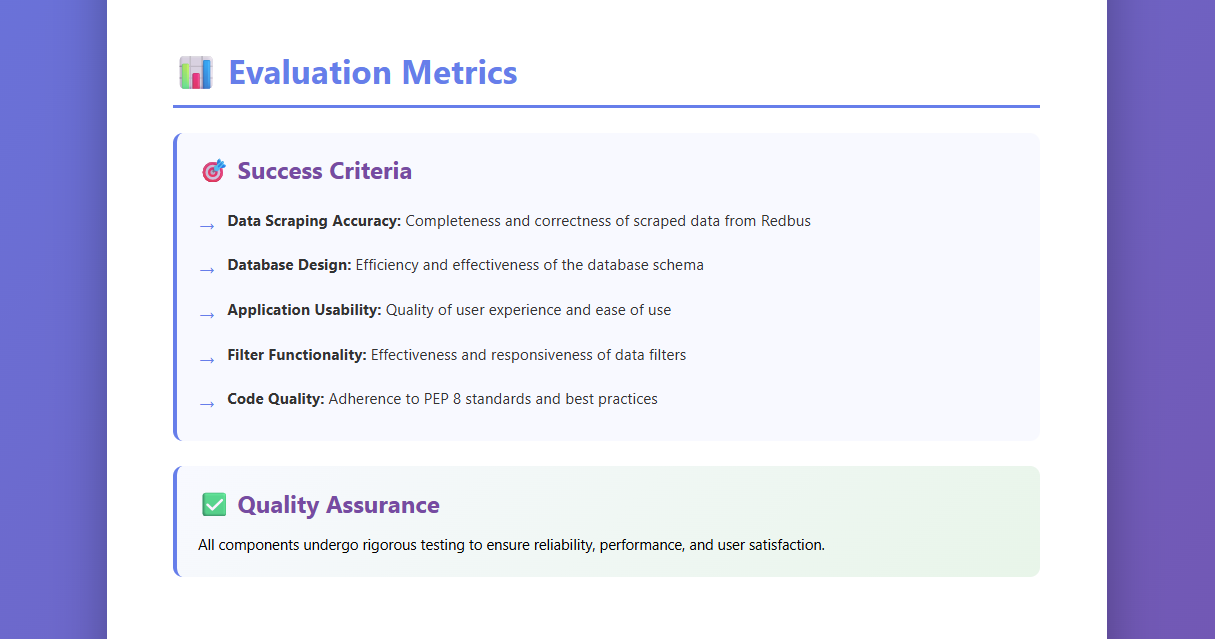 Evaluation Metrics
Success Criteria
→ Data Scraping Accuracy: Completeness and correctness of scraped data from Redbus
→ Database Design: Efficiency and effectiveness of the database schema
→ Application Usability: Quality of user experience and ease of use
→ Filter Functionality: Effectiveness and responsiveness of data filters
→ Code Quality: Adherence to PEP 8 standards and best practices
Quality Assurance
All components undergo rigorous testing to ensure reliability, performance, and user satisfaction.